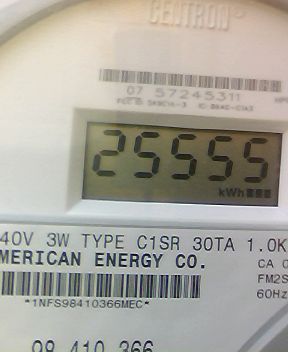 CENTRON®
07 57245311
25555
kWh
40V 3W TYPE C1SR 30TA 1.0K
MERICAN ENERGY CO.
CA 0
FM2S
60Hz
*1NFS98410366MEC*
98 410 366